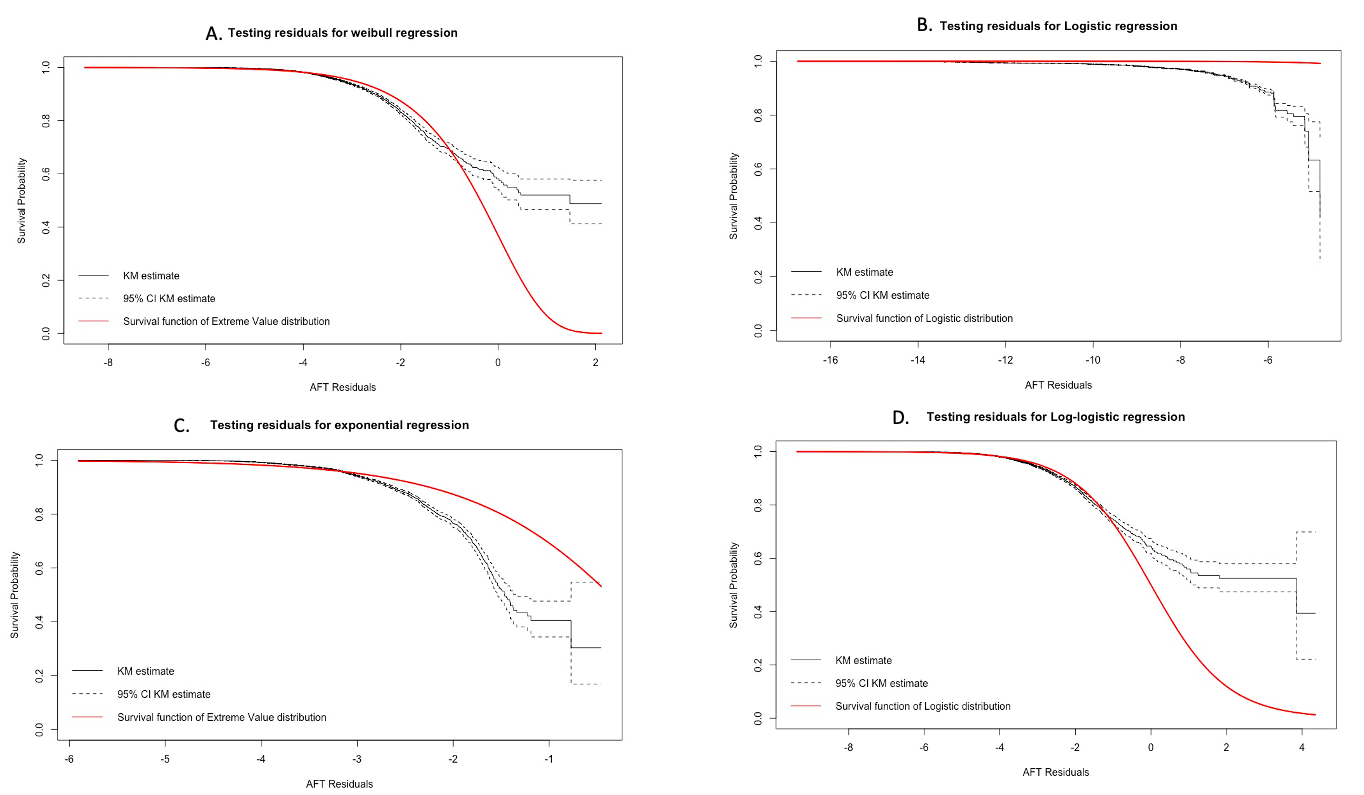 A. Testing residuals for weibull regression
Survival Probability
1.0
0.8
0.6
0.4
0.2
0.0
KM estimate
95% CI KM estimate
Survival function of Extreme Value distribution
-8 -6 -4 -2 0 2
AFT Residuals
B. Testing residuals for Logistic regression
Survival Probability
1.0
0.8
0.6
0.4
0.2
0.0
KM estimate
95% CI KM estimate
Survival function of Logistic distribution
-16 -14 -12 -10 -8 -6
AFT Residuals
C. Testing residuals for exponential regression
Survival Probability
1.0
0.8
0.6
0.4
0.2
0.0
KM estimate
95% CI KM estimate
Survival function of Extreme Value distribution
-6 -5 -4 -3 -2 -1
AFT Residuals
D. Testing residuals for Log-logistic regression
Survival Probability
1.0
0.8
0.6
0.4
0.2
0.0
KM estimate
95% CI KM estimate
Survival function of Logistic distribution
-8 -6 -4 -2 0 2 4
AFT Residuals